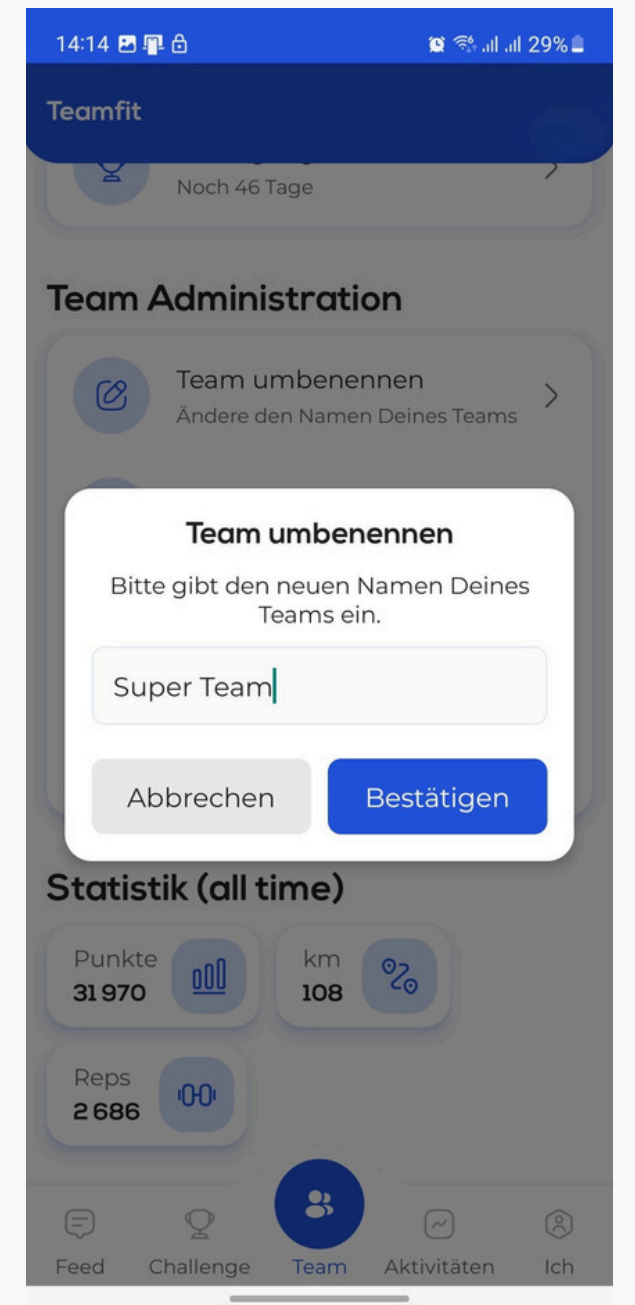 14:14
29%
Teamfit
Noch 46 Tage
Team Administration
Team umbenennen
Ändere den Namen Deines Teams
Team umbenennen
Bitte gibt den neuen Namen Deines
Teams ein.
Super Team
Abbrechen
Bestätigen
Statistik (all time)
Punkte
31 970
km
108
Reps
2 686
Feed
Challenge
Team
Aktivitäten
Ich